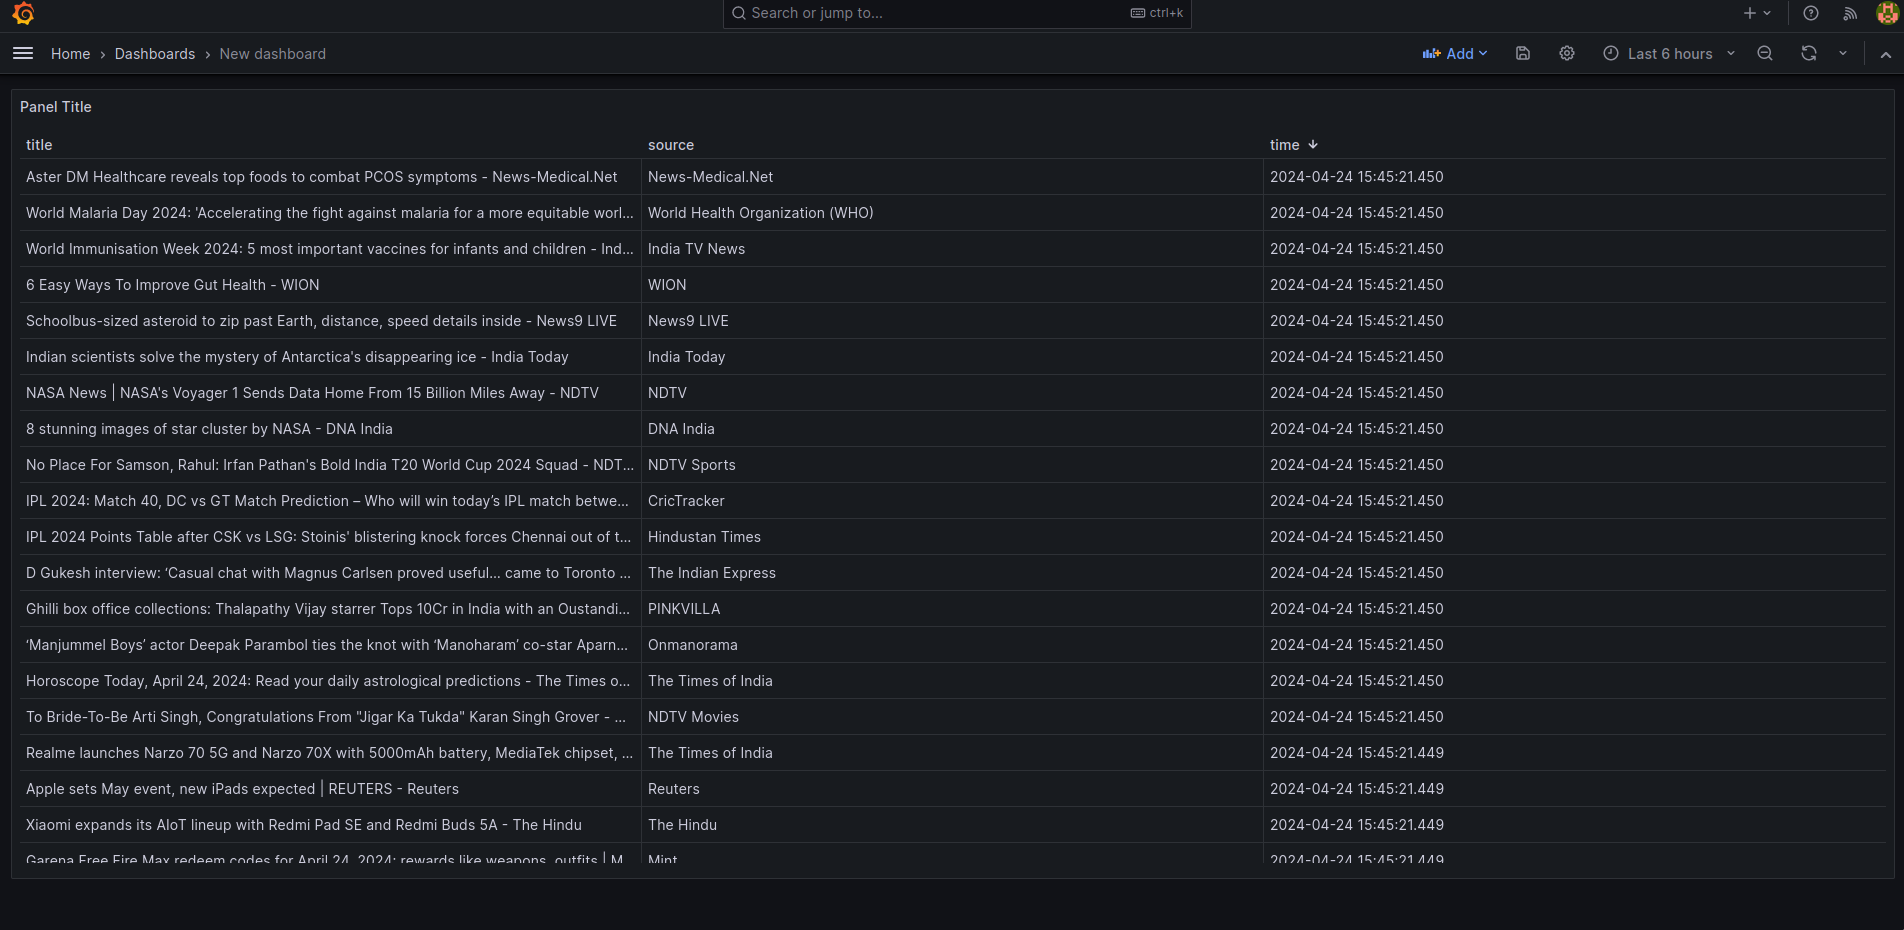 Search or jump to... ctrl+k
Home › Dashboards › New dashboard Add Last 6 hours
Panel Title
title source time
Aster DM Healthcare reveals top foods to combat PCOS symptoms - News-Medical.Net News-Medical.Net 2024-04-24 15:45:21.450
World Malaria Day 2024: 'Accelerating the fight against malaria for a more equitable worl... World Health Organization (WHO) 2024-04-24 15:45:21.450
World Immunisation Week 2024: 5 most important vaccines for infants and children - Ind... India TV News 2024-04-24 15:45:21.450
6 Easy Ways To Improve Gut Health - WION WION 2024-04-24 15:45:21.450
Schoolbus-sized asteroid to zip past Earth, distance, speed details inside - News9 LIVE News9 LIVE 2024-04-24 15:45:21.450
Indian scientists solve the mystery of Antarctica's disappearing ice - India Today India Today 2024-04-24 15:45:21.450
NASA News | NASA's Voyager 1 Sends Data Home From 15 Billion Miles Away - NDTV NDTV 2024-04-24 15:45:21.450
8 stunning images of star cluster by NASA - DNA India DNA India 2024-04-24 15:45:21.450
No Place For Samson, Rahul: Irfan Pathan's Bold India T20 World Cup 2024 Squad - NDT... NDTV Sports 2024-04-24 15:45:21.450
IPL 2024: Match 40, DC vs GT Match Prediction – Who will win today’s IPL match betwe... CricTracker 2024-04-24 15:45:21.450
IPL 2024 Points Table after CSK vs LSG: Stoinis' blistering knock forces Chennai out of t... Hindustan Times 2024-04-24 15:45:21.450
D Gukesh interview: ‘Casual chat with Magnus Carlsen proved useful... came to Toronto ... The Indian Express 2024-04-24 15:45:21.450
Ghilli box office collections: Thalapathy Vijay starrer Tops 10Cr in India with an Oustandi... PINKVILLA 2024-04-24 15:45:21.450
‘Manjummel Boys’ actor Deepak Parambol ties the knot with ‘Manoharam’ co-star Aparn... Onmanorama 2024-04-24 15:45:21.450
Horoscope Today, April 24, 2024: Read your daily astrological predictions - The Times o... The Times of India 2024-04-24 15:45:21.450
To Bride-To-Be Arti Singh, Congratulations From "Jigar Ka Tukda" Karan Singh Grover - ... NDTV Movies 2024-04-24 15:45:21.450
Realme launches Narzo 70 5G and Narzo 70X with 5000mAh battery, MediaTek chipset, ... The Times of India 2024-04-24 15:45:21.449
Apple sets May event, new iPads expected | REUTERS - Reuters Reuters 2024-04-24 15:45:21.449
Xiaomi expands its AIoT lineup with Redmi Pad SE and Redmi Buds 5A - The Hindu The Hindu 2024-04-24 15:45:21.449
Garena Free Fire Max redeem codes for April 24, 2024: rewards like weapons, outfits | M... Mint 2024-04-24 15:45:21.449